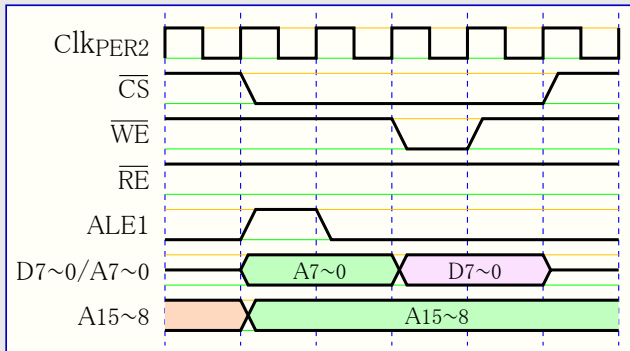 ClkPER2
CS
WE
RE
ALE1
D7~0/A7~0 A7~0 D7~0
A15~8 A15~8